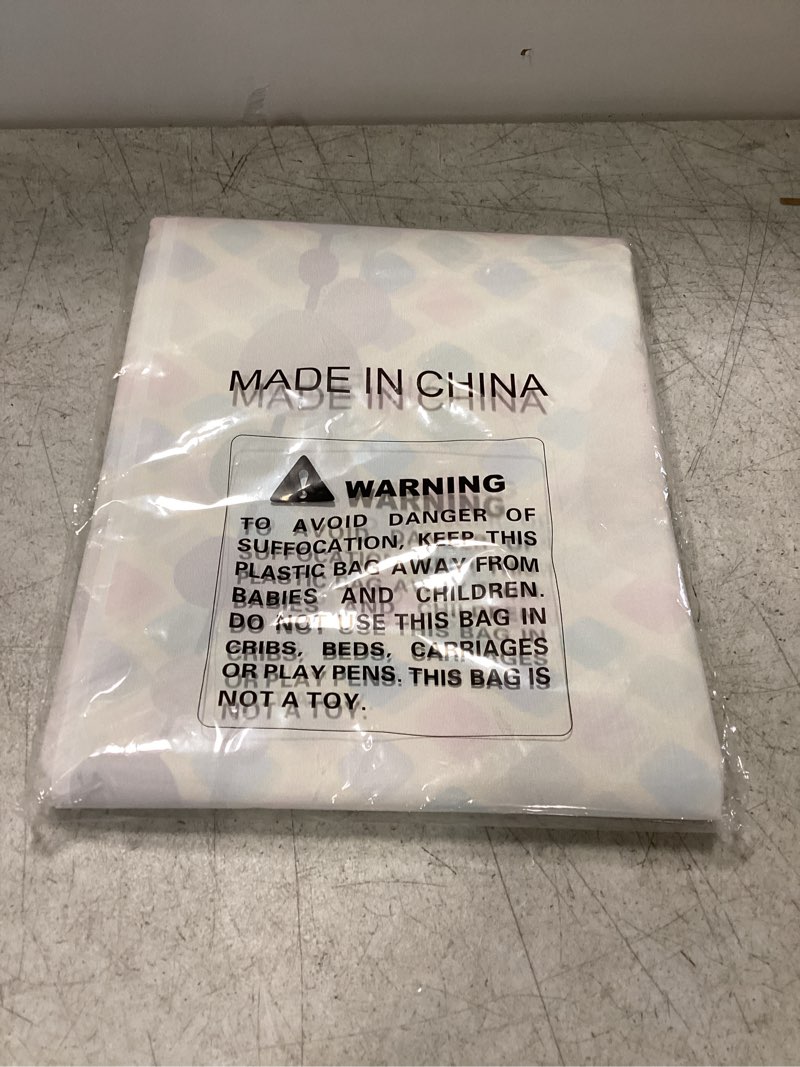 MADE IN CHINA
WARNING
TO AVOID DANGER OF
SUFFOCATION, KEEP THIS
PLASTIC BAG AWAY FROM
BABIES AND CHILDREN.
DO NOT USE THIS BAG IN
CRIBS, BEDS, CARRIAGES
OR PLAY PENS. THIS BAG IS
NOT A TOY.